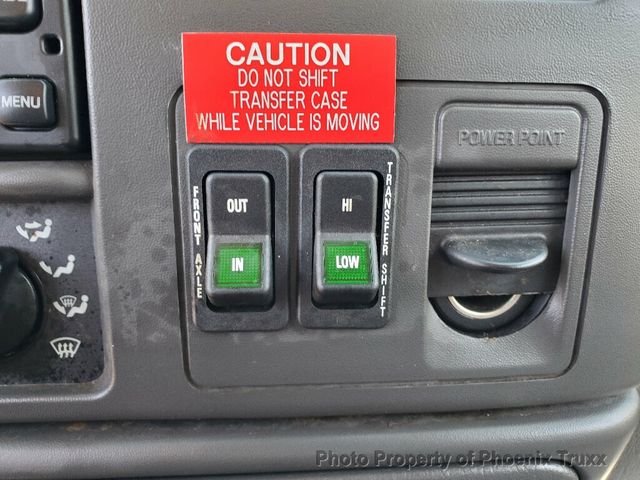 CAUTION
DO NOT SHIFT
TRANSFER CASE
WHILE VEHICLE IS MOVING
MENU
FRONT AXLE
OUT
IN
HI
LOW
TRANSFER SHIFT
POWER POINT
Photo Property of Phoenix Truxx